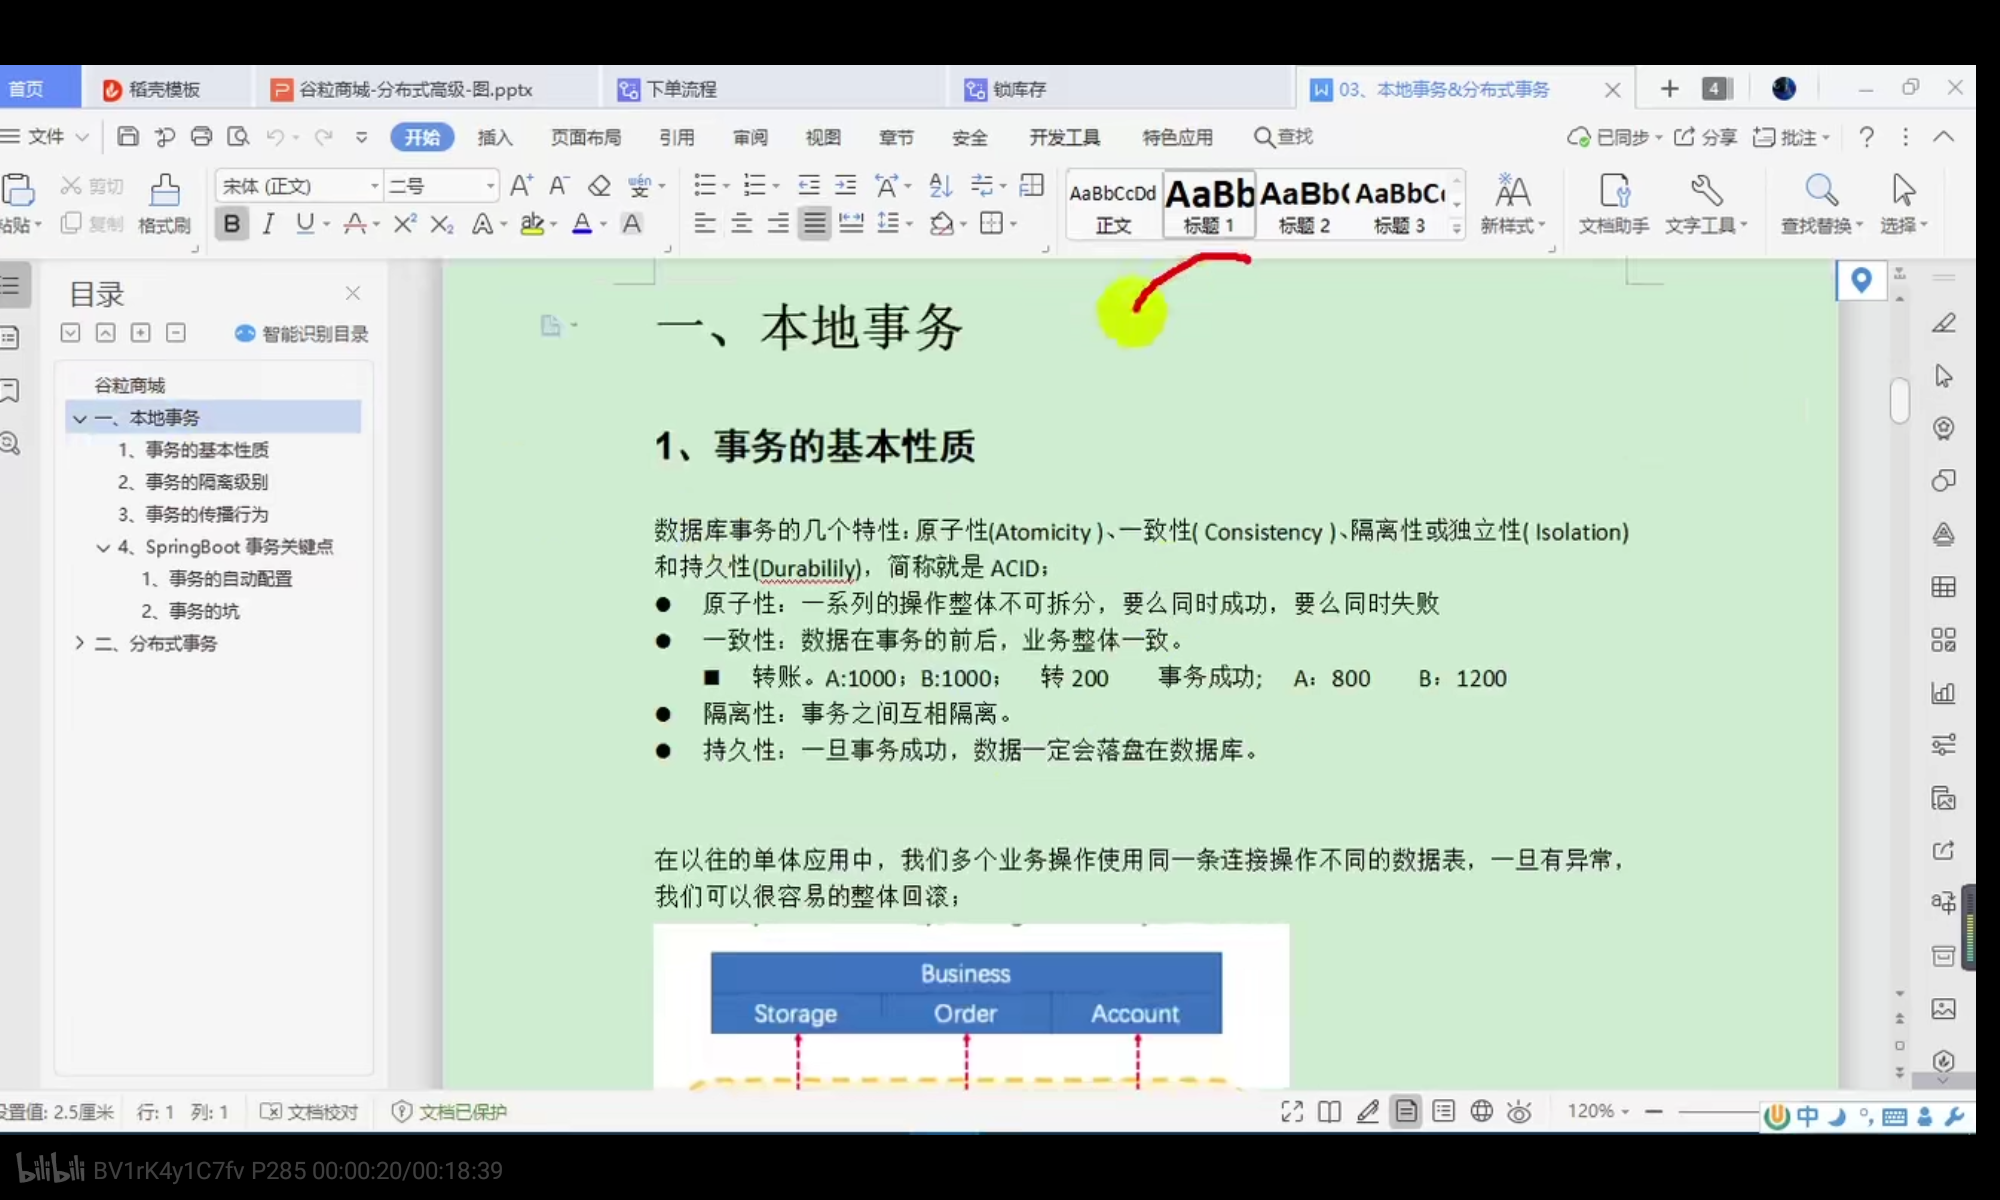 首页 稻壳模板 谷粒商城-分布式高级-图.pptx 下单流程 锁库存 03、本地事务&分布式事务 4
文件 开始 插入 页面布局 引用 审阅 视图 章节 安全 开发工具 特色应用 查找 已同步 分享 批注
剪切 宋体 (正文) 二号 AaBbCcDd AaBb AaBb( AaBbC
粘贴 复制 格式刷 正文 标题 1 标题 2 标题 3 新样式 文档助手 文字工具 查找替换 选择
目录
智能识别目录
谷粒商城
一、本地事务
1、事务的基本性质
2、事务的隔离级别
3、事务的传播行为
4、SpringBoot 事务关键点
1、事务的自动配置
2、事务的坑
二、分布式事务
一、本地事务
1、事务的基本性质
数据库事务的几个特性：原子性(Atomicity )、一致性( Consistency )、隔离性或独立性( Isolation)
和持久性(Durabilily)，简称就是 ACID；
● 原子性：一系列的操作整体不可拆分，要么同时成功，要么同时失败
● 一致性：数据在事务的前后，业务整体一致。
■ 转账。A:1000；B:1000； 转 200 事务成功; A：800 B：1200
● 隔离性：事务之间互相隔离。
● 持久性：一旦事务成功，数据一定会落盘在数据库。
在以往的单体应用中，我们多个业务操作使用同一条连接操作不同的数据表，一旦有异常，
我们可以很容易的整体回滚；
Business
Storage Order Account
设置值: 2.5厘米 行: 1 列: 1 文档校对 文档已保护 120% 中
bilibili BV1rK4y1C7fv P285 00:00:20/00:18:39